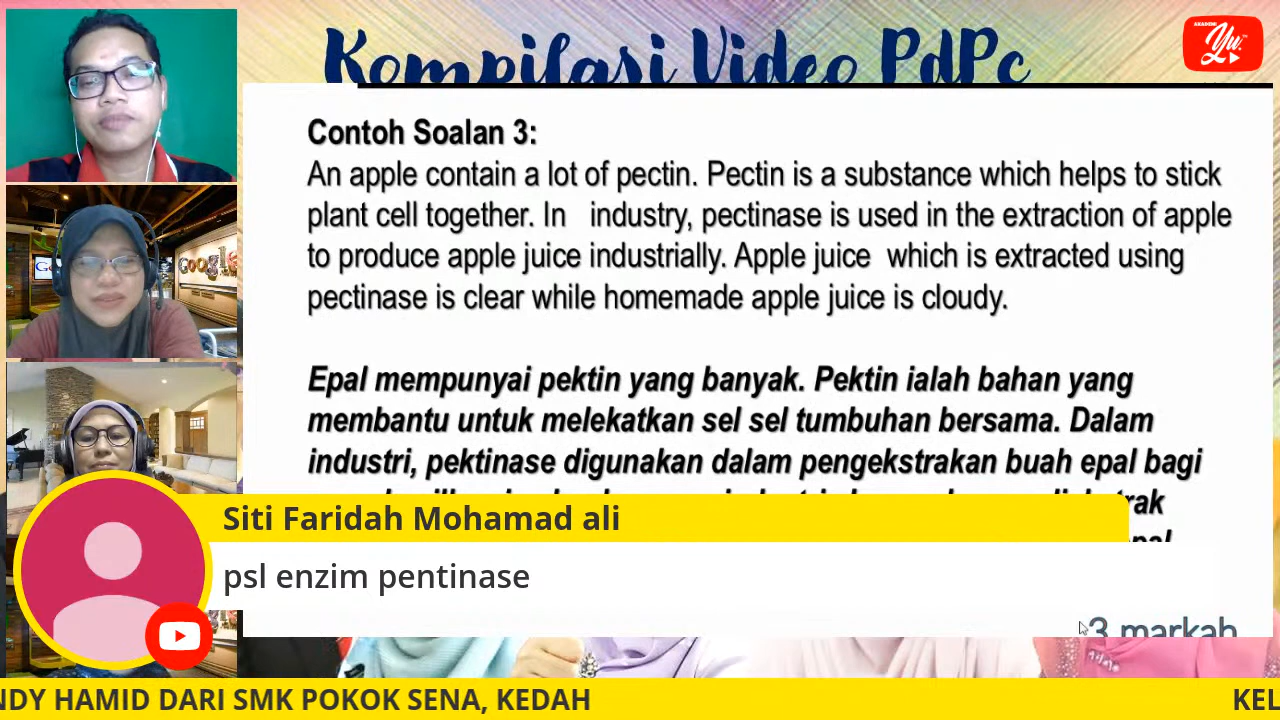 Kompilasi Video PdPc
AKADEMI
Yu.
Contoh Soalan 3:
An apple contain a lot of pectin. Pectin is a substance which helps to stick
plant cell together. In industry, pectinase is used in the extraction of apple
to produce apple juice industrially. Apple juice which is extracted using
pectinase is clear while homemade apple juice is cloudy.
Epal mempunyai pektin yang banyak. Pektin ialah bahan yang
membantu untuk melekatkan sel sel tumbuhan bersama. Dalam
industri, pektinase digunakan dalam pengekstrakan buah epal bagi
Siti Faridah Mohamad ali
psl enzim pentinase
3 markah
NDY HAMID DARI SMK POKOK SENA, KEDAH
KEL